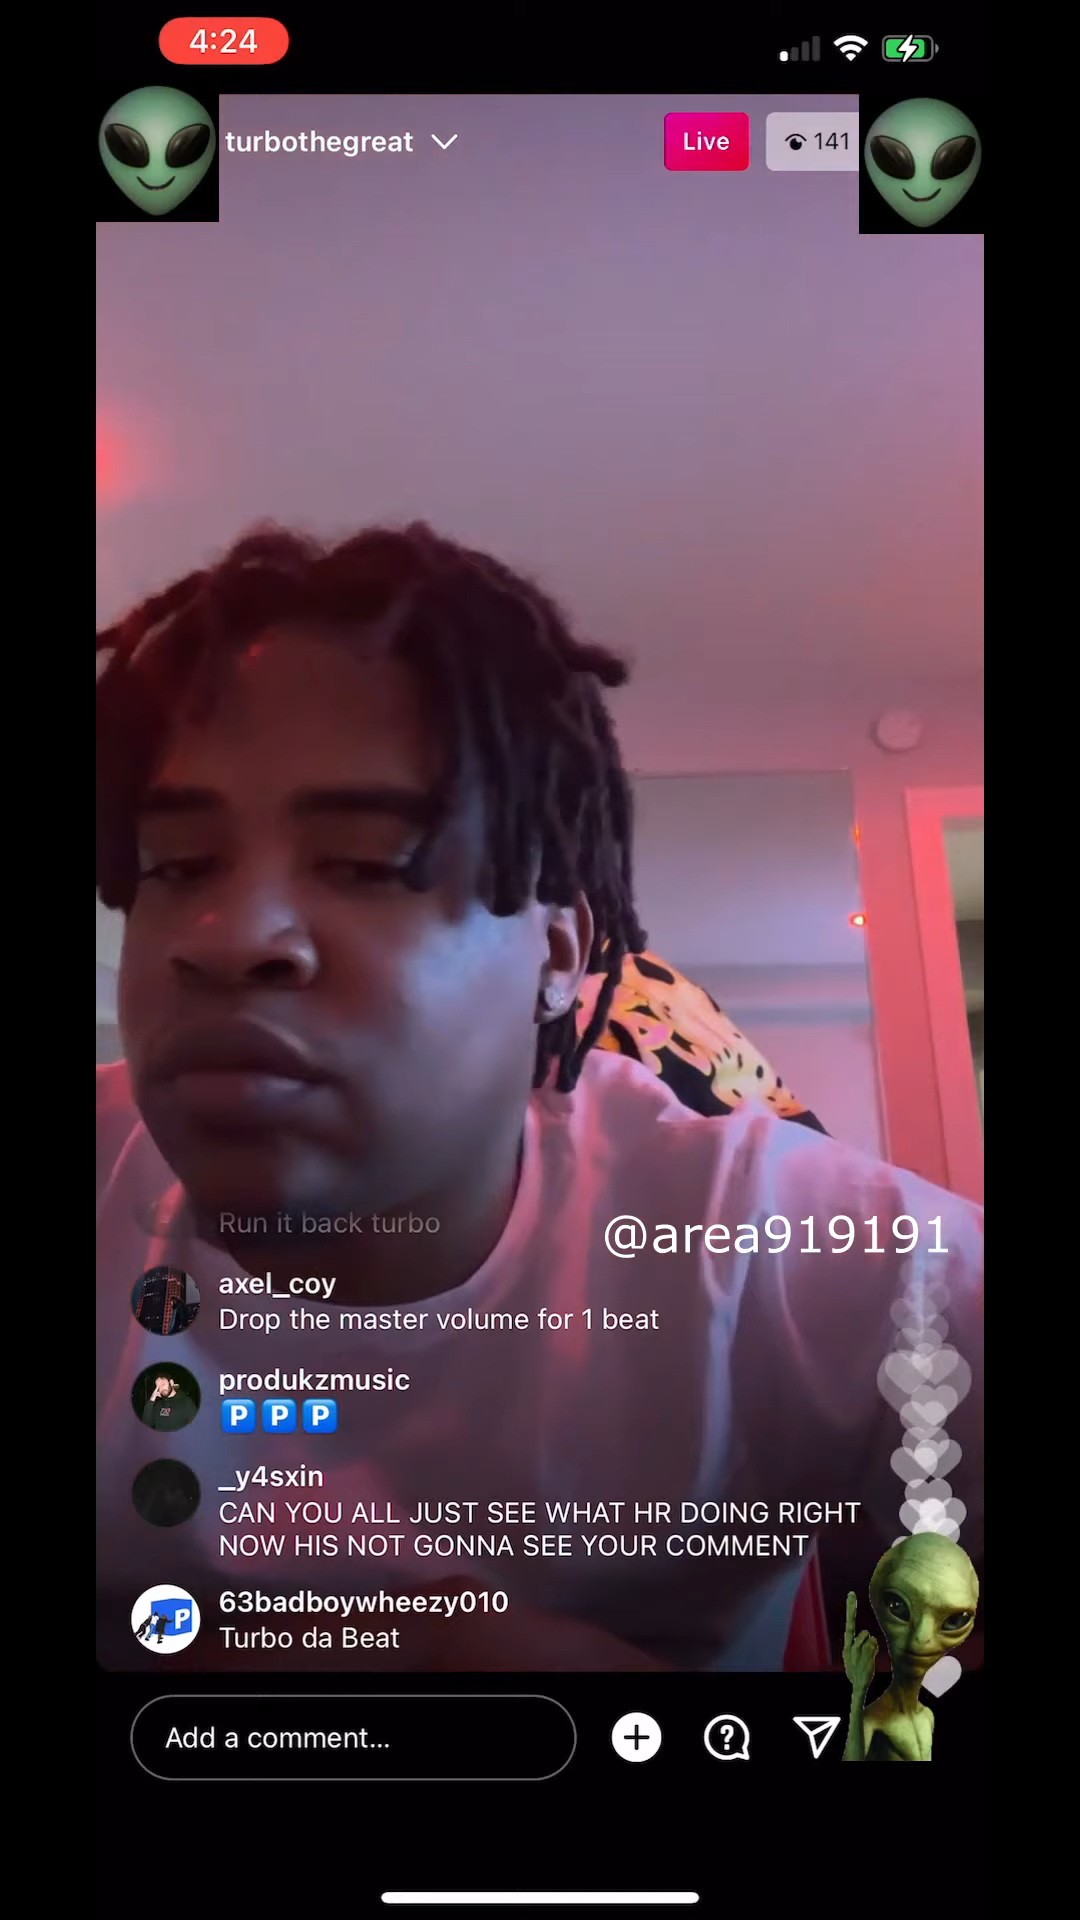 4:24
turbothegreat
Live
141
Run it back turbo
@area919191
axel_coy
Drop the master volume for 1 beat
produkzmusic
🅿️🅿️🅿️
_y4sxin
CAN YOU ALL JUST SEE WHAT HR DOING RIGHT
NOW HIS NOT GONNA SEE YOUR COMMENT
63badboywheezy010
P
Turbo da Beat
Add a comment...